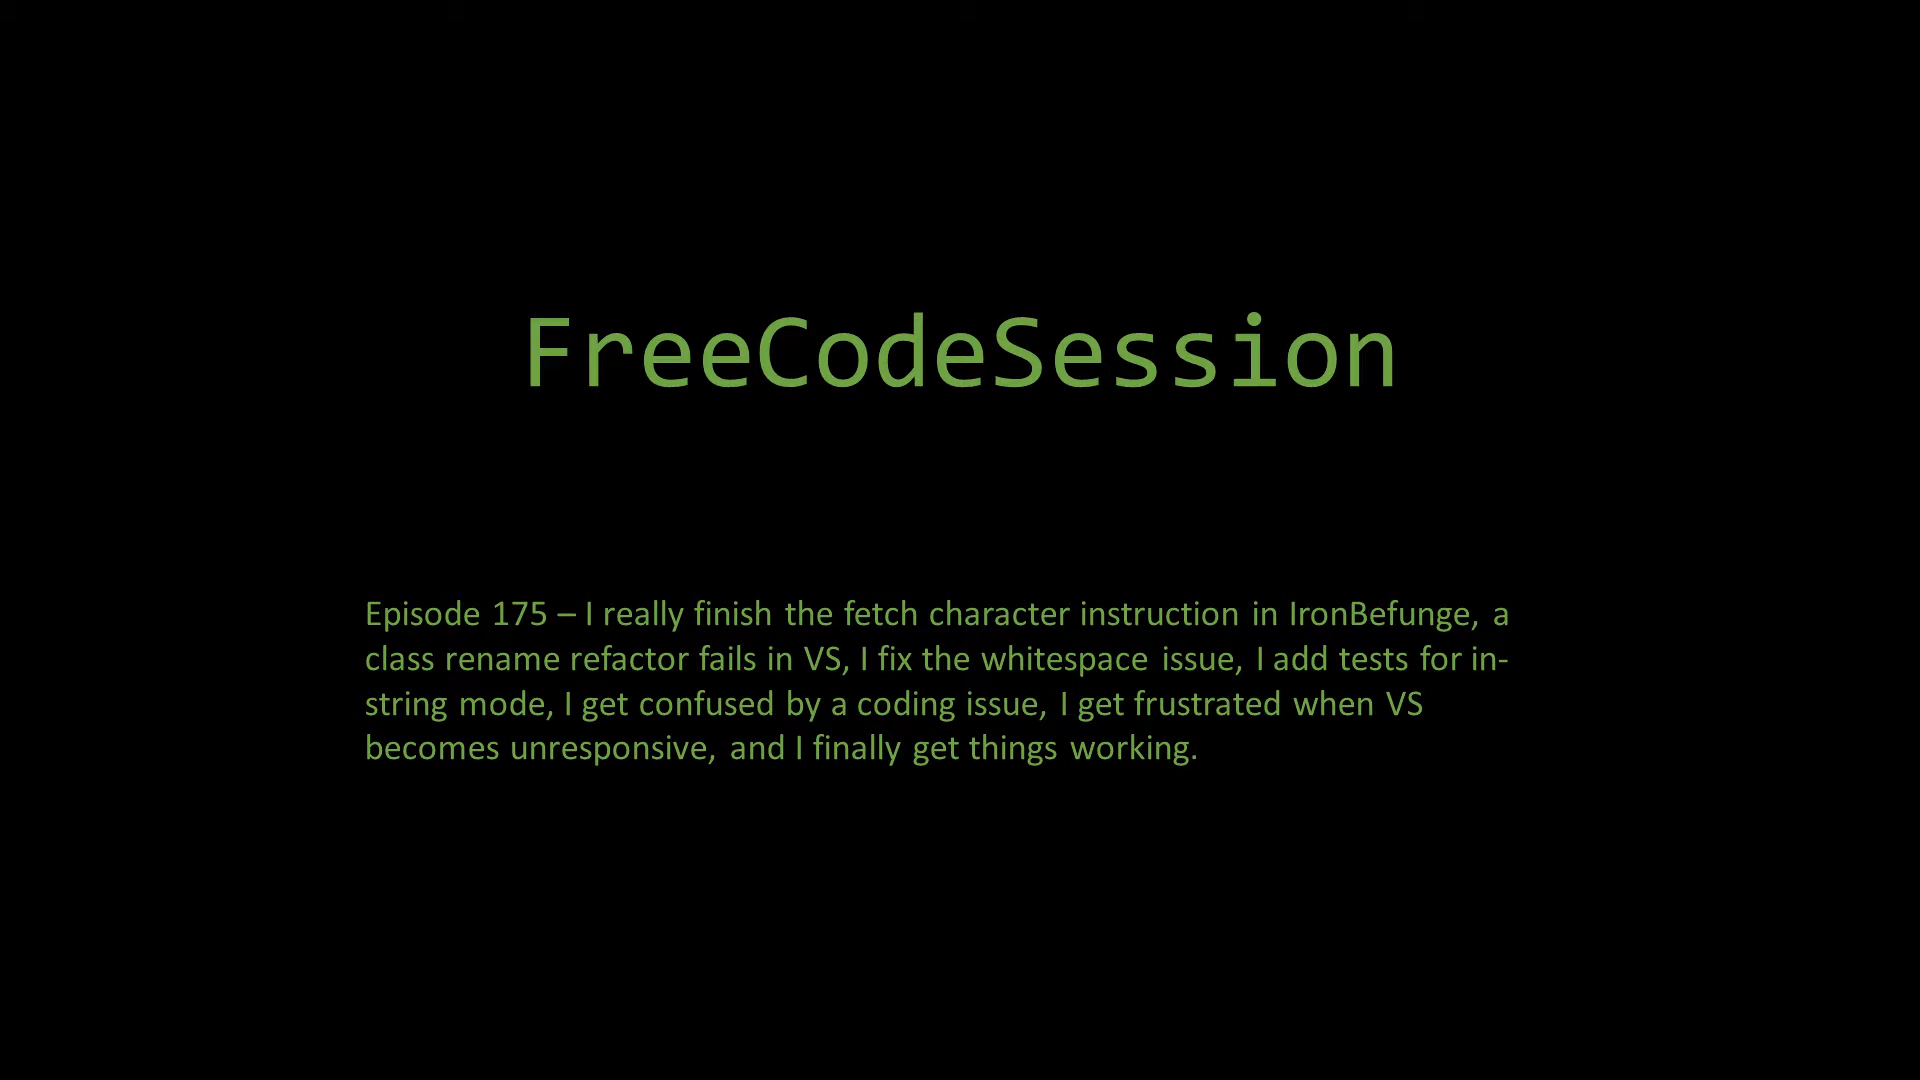 FreeCodeSession
Episode 175 – I really finish the fetch character instruction in IronBefunge, a
class rename refactor fails in VS, I fix the whitespace issue, I add tests for in-
string mode, I get confused by a coding issue, I get frustrated when VS
becomes unresponsive, and I finally get things working.